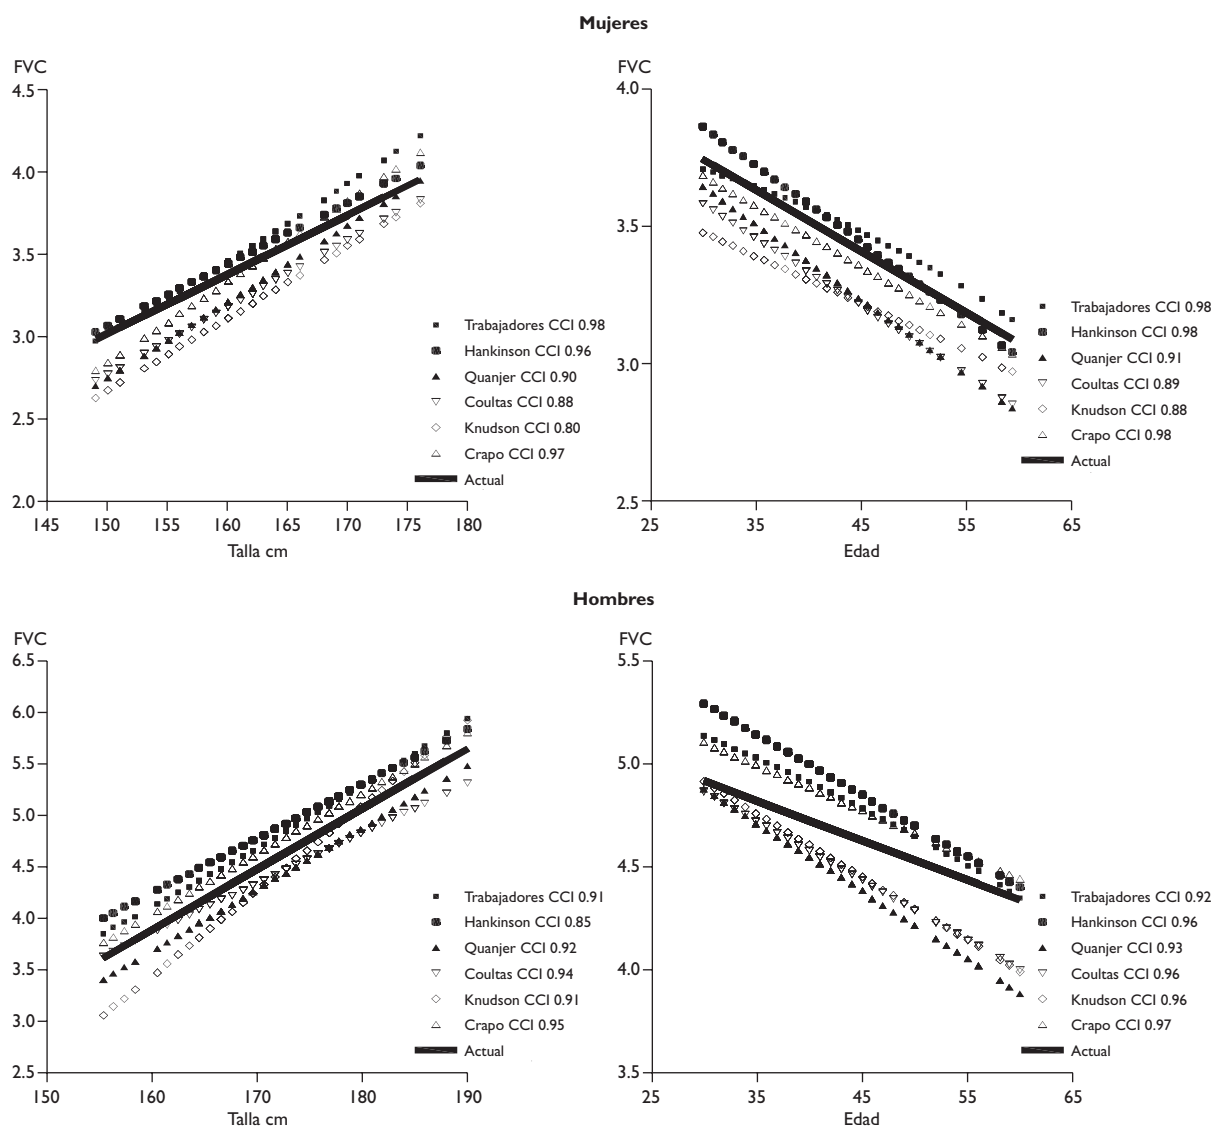 Mujeres
FVC
4.5
4.0
3.5
3.0
2.5
2.0
145 150 155 160 165 170 175 180
Talla cm
Trabajadores CCI 0.98
Hankinson CCI 0.96
Quanjer CCI 0.90
Coultas CCI 0.88
Knudson CCI 0.80
Crapo CCI 0.97
Actual
FVC
4.0
3.5
3.0
2.5
25 35 45 55 65
Edad
Trabajadores CCI 0.98
Hankinson CCI 0.98
Quanjer CCI 0.91
Coultas CCI 0.89
Knudson CCI 0.88
Crapo CCI 0.98
Actual
Hombres
FVC
6.5
6.0
5.5
5.0
4.5
4.0
3.5
3.0
2.5
150 160 170 180 190
Talla cm
Trabajadores CCI 0.91
Hankinson CCI 0.85
Quanjer CCI 0.92
Coultas CCI 0.94
Knudson CCI 0.91
Crapo CCI 0.95
Actual
FVC
5.5
5.0
4.5
4.0
3.5
25 35 45 55 65
Edad
Trabajadores CCI 0.92
Hankinson CCI 0.96
Quanjer CCI 0.93
Coultas CCI 0.96
Knudson CCI 0.96
Crapo CCI 0.97
Actual